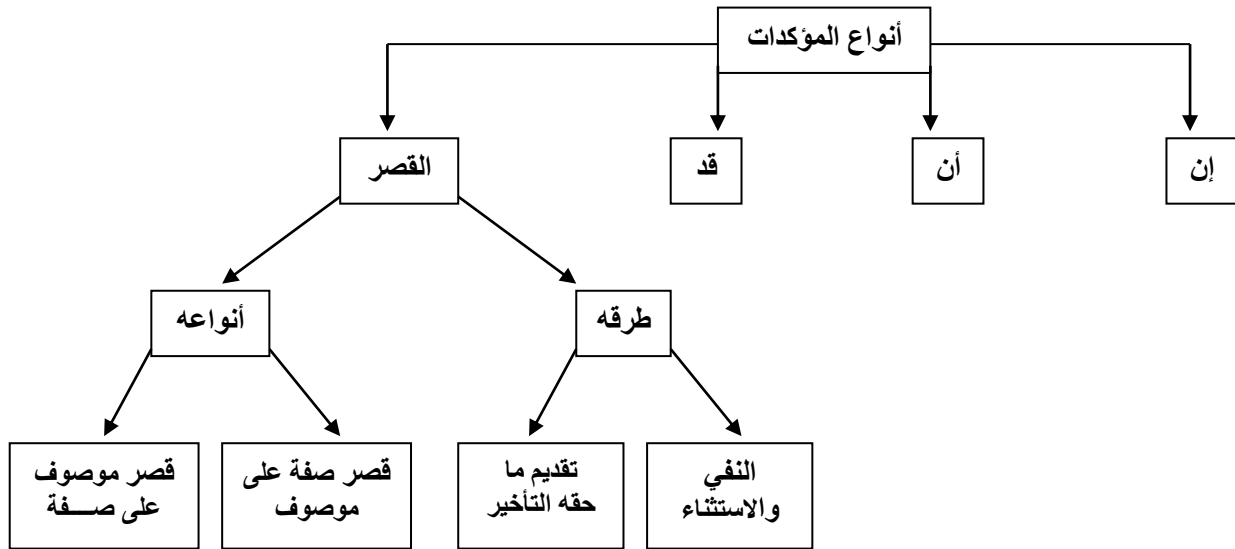 أنواع المؤكدات
إن
أن
قد
القصر
طرقه
أنواعه
النفي
والاستثناء
تقديم ما
حقه التأخير
قصر صفة على
موصوف
قصر موصوف
على صـــفة